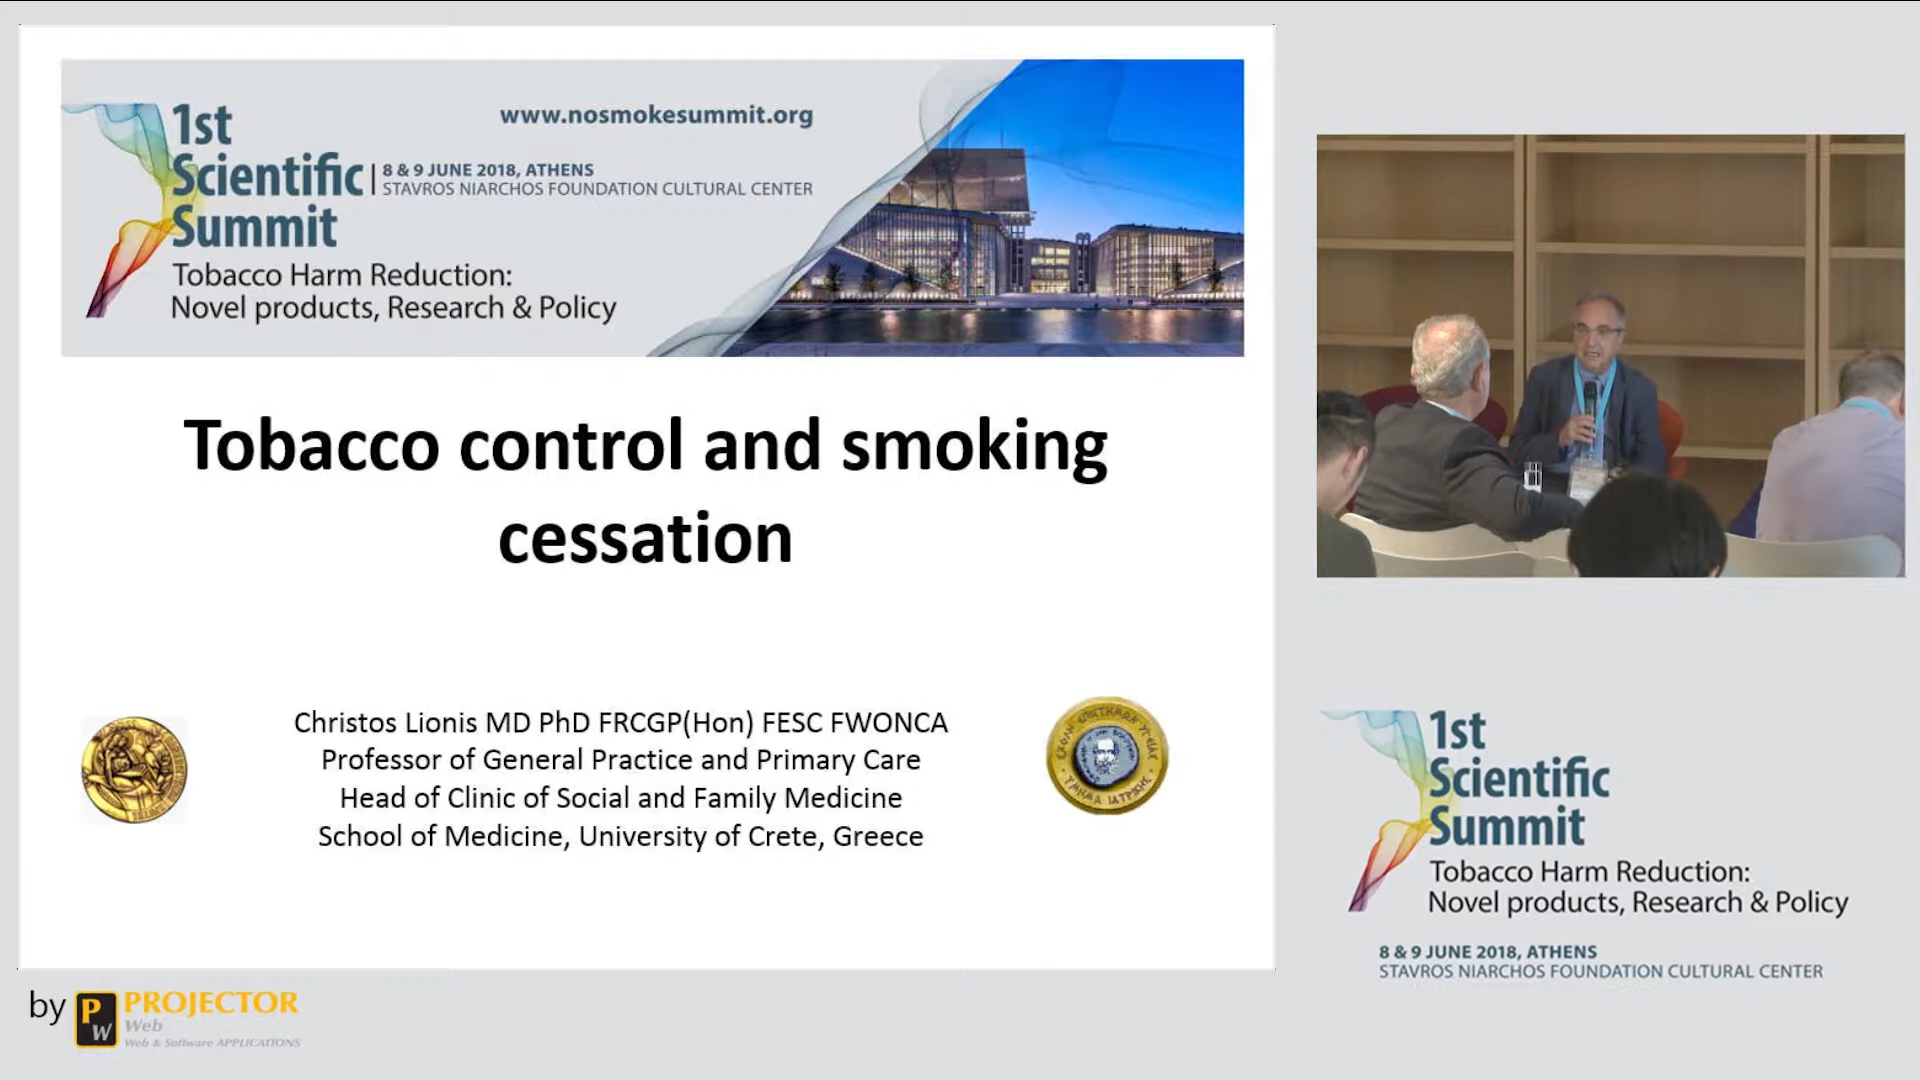 1st
Scientific
Summit
www.nosmokesummit.org
8 & 9 JUNE 2018, ATHENS
STAVROS NIARCHOS FOUNDATION CULTURAL CENTER
Tobacco Harm Reduction:
Novel products, Research & Policy
Tobacco control and smoking
cessation
Christos Lionis MD PhD FRCGP(Hon) FESC FWONCA
Professor of General Practice and Primary Care
Head of Clinic of Social and Family Medicine
School of Medicine, University of Crete, Greece
ΤΜΗΜΑ ΙΑΤΡΙΚΗΣ
1st
Scientific
Summit
Tobacco Harm Reduction:
Novel products, Research & Policy
8 & 9 JUNE 2018, ATHENS
STAVROS NIARCHOS FOUNDATION CULTURAL CENTER
by PW PROJECTOR
Web
Web & Software APPLICATIONS